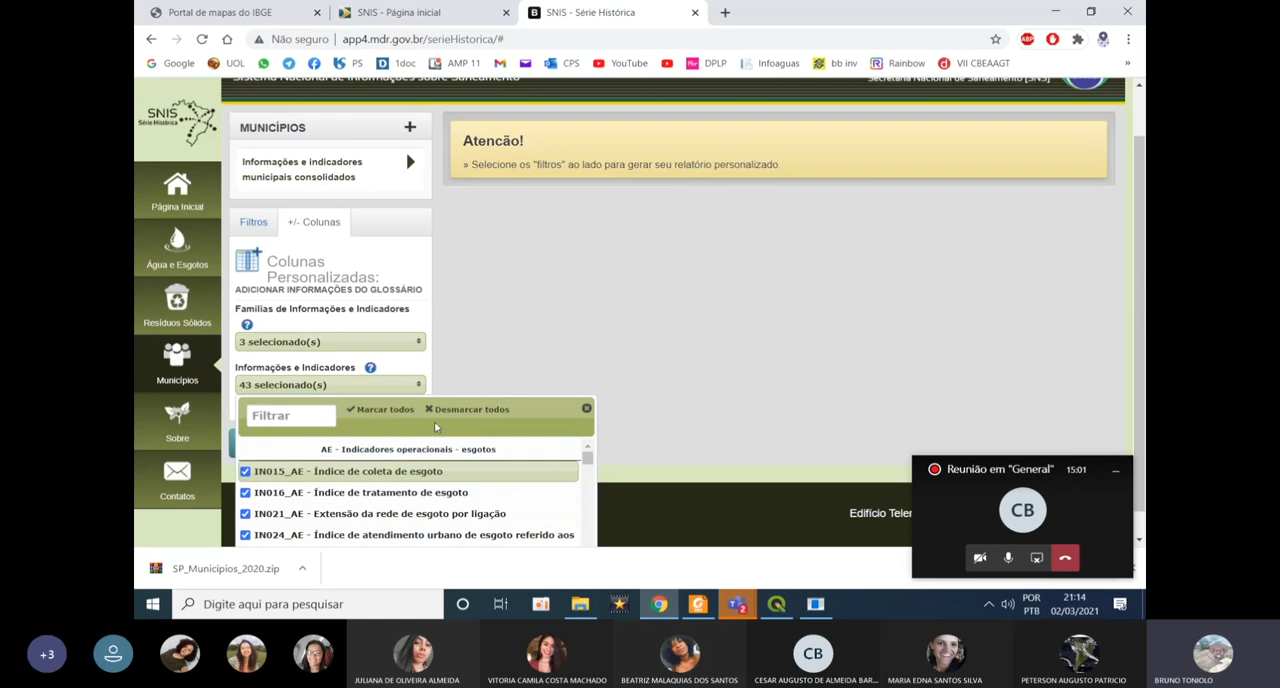 Portal de mapas do IBGE
SNIS - Página inicial
SNIS - Série Histórica
Não seguro
app4.mdr.gov.br/serieHistorica/#
ABP
Google
UOL
PS
1doc
AMP 11
CPS
YouTube
DPLP
Infoaguas
bb inv
Rainbow
VII CBEAAGT
»
Sistema Nacional de Informações sobre Saneamento
Secretaria Nacional de Saneamento [SNS]
SNIS
Série Histórica
MUNICÍPIOS
Informações e indicadores
municipais consolidados
Atencão!
» Selecione os "filtros" ao lado para gerar seu relatório personalizado.
Página Inicial
Água e Esgotos
Resíduos Sólidos
Municípios
Sobre
Contatos
Filtros
+/- Colunas
Colunas
Personalizadas:
ADICIONAR INFORMAÇÕES DO GLOSSÁRIO
Famílias de Informações e Indicadores
?
3 selecionado(s)
Informações e Indicadores ?
43 selecionado(s)
Filtrar
Marcar todos
Desmarcar todos
AE - Indicadores operacionais - esgotos
IN015_AE - Índice de coleta de esgoto
IN016_AE - Índice de tratamento de esgoto
IN021_AE - Extensão da rede de esgoto por ligação
IN024_AE - Índice de atendimento urbano de esgoto referido aos
Edifício Teler
Reunião em "General" 15:01 ...
CB
SP_Municipios_2020.zip
Digite aqui para pesquisar
2
POR
PTB
21:14
02/03/2021
+3
JULIANA DE OLIVEIRA ALMEIDA
VITORIA CAMILA COSTA MACHADO
BEATRIZ MALAQUIAS DOS SANTOS
CB
CESAR AUGUSTO DE ALMEIDA BAR...
MARIA EDNA SANTOS SILVA
PETERSON AUGUSTO PATRICIO
BRUNO TONIOLO